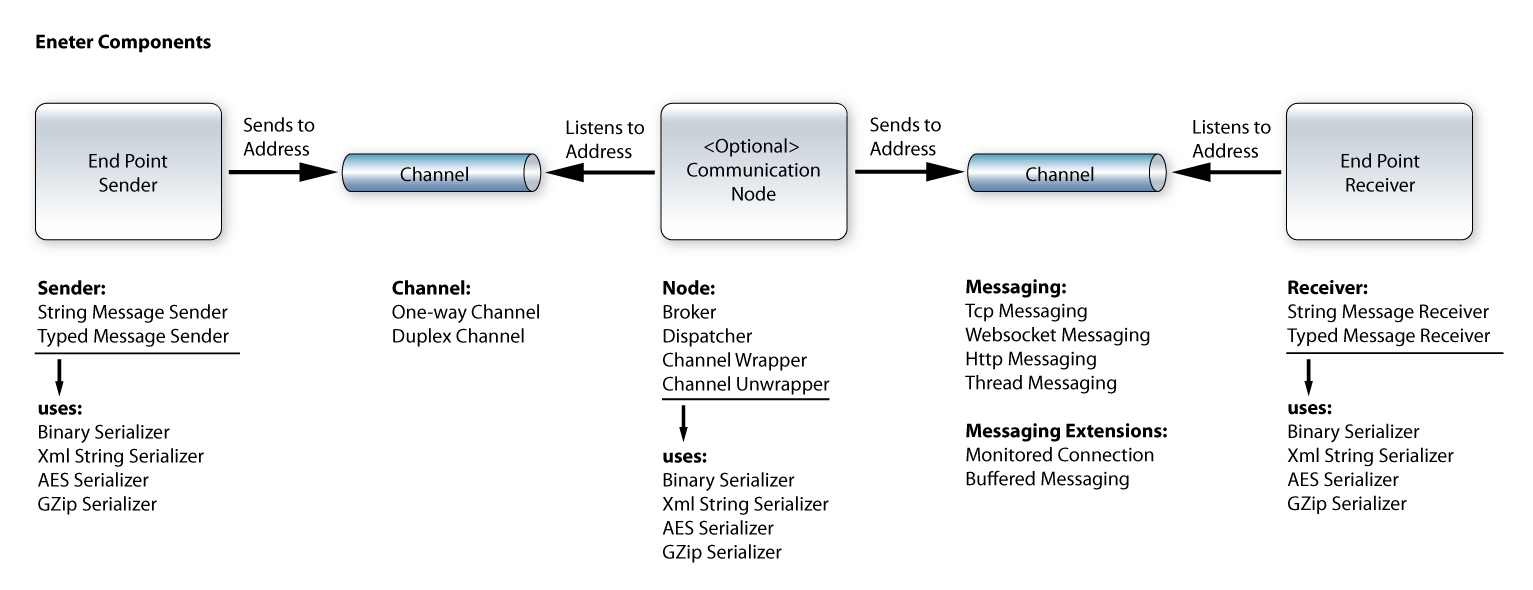 Eneter Components
End Point
Sender
Sends to
Address
Channel
Listens to
Address
<Optional>
Communication
Node
Sends to
Address
Channel
Listens to
Address
End Point
Receiver
Sender:
String Message Sender
Typed Message Sender
uses:
Binary Serializer
Xml String Serializer
AES Serializer
GZip Serializer
Channel:
One-way Channel
Duplex Channel
Node:
Broker
Dispatcher
Channel Wrapper
Channel Unwrapper
uses:
Binary Serializer
Xml String Serializer
AES Serializer
GZip Serializer
Messaging:
Tcp Messaging
Websocket Messaging
Http Messaging
Thread Messaging
Messaging Extensions:
Monitored Connection
Buffered Messaging
Receiver:
String Message Receiver
Typed Message Receiver
uses:
Binary Serializer
Xml String Serializer
AES Serializer
GZip Serializer